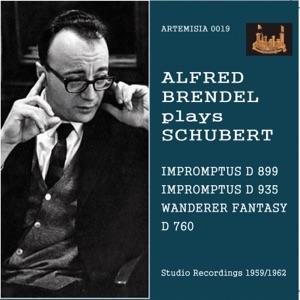 ARTEMISIA 0019
ALFRED
BRENDEL
plays
SCHUBERT
IMPROMPTUS D 899
IMPROMPTUS D 935
WANDERER FANTASY
D 760
Studio Recordings 1959/1962